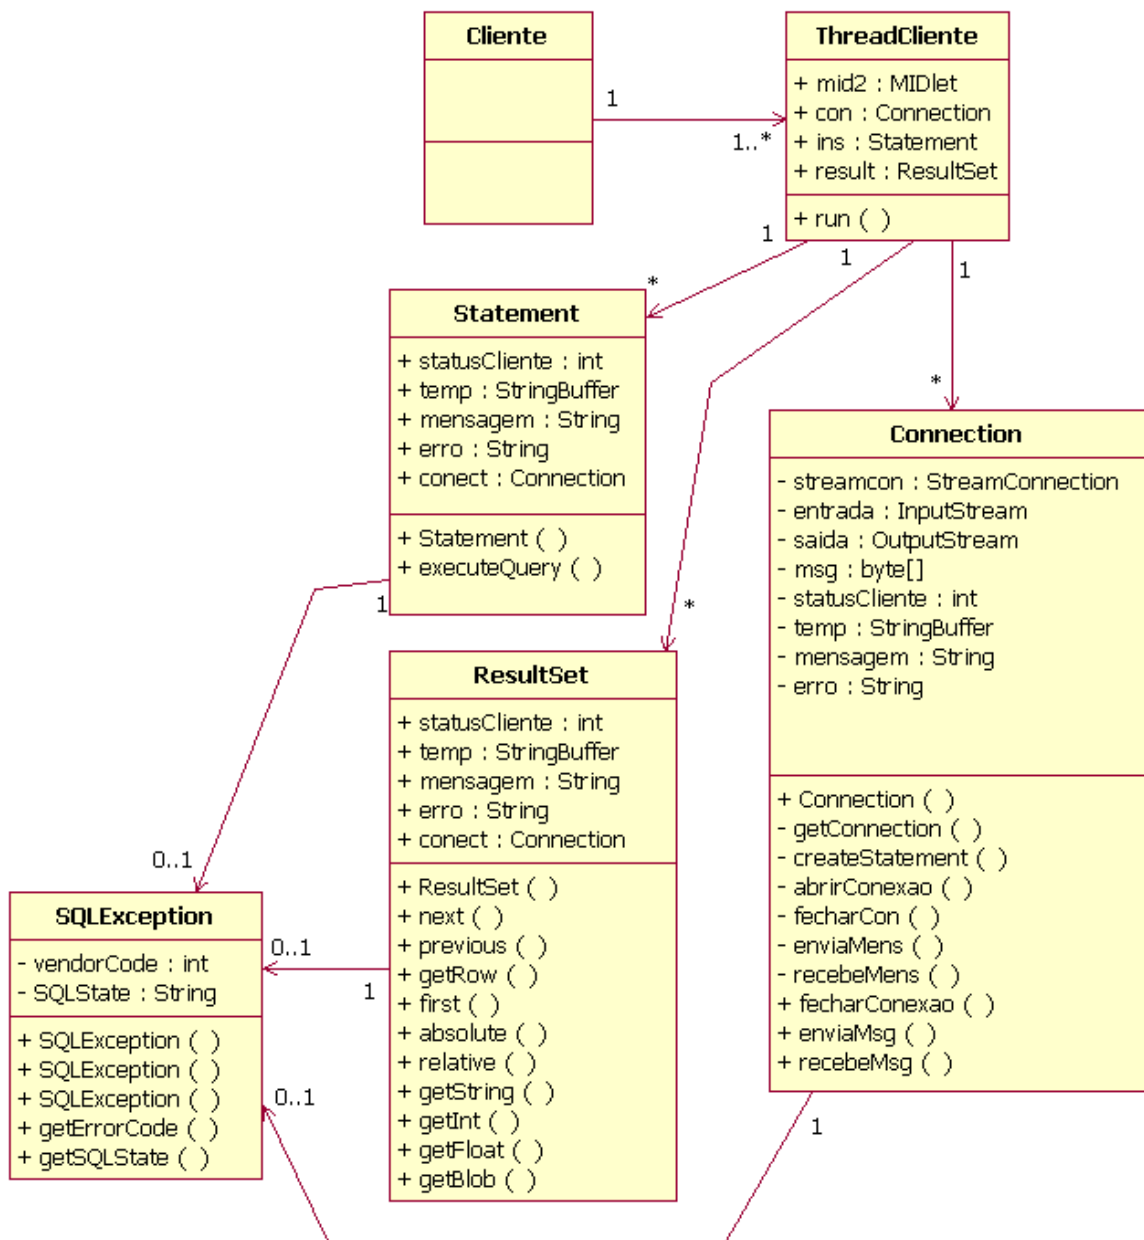 Cliente
ThreadCliente
+ mid2 : MIDlet
+ con : Connection
+ ins : Statement
+ result : ResultSet
+ run ( )
1
1..*
1
1
1
*
*
*
Statement
+ statusCliente : int
+ temp : StringBuffer
+ mensagem : String
+ erro : String
+ conect : Connection
+ Statement ( )
+ executeQuery ( )
1
0..1
Connection
- streamcon : StreamConnection
- entrada : InputStream
- saida : OutputStream
- msg : byte[]
- statusCliente : int
- temp : StringBuffer
- mensagem : String
- erro : String
+ Connection ( )
- getConnection ( )
- createStatement ( )
- abrirConexao ( )
- fecharCon ( )
- enviaMens ( )
- recebeMens ( )
+ fecharConexao ( )
+ enviaMsg ( )
+ recebeMsg ( )
1
ResultSet
+ statusCliente : int
+ temp : StringBuffer
+ mensagem : String
+ erro : String
+ conect : Connection
+ ResultSet ( )
+ next ( )
+ previous ( )
+ getRow ( )
+ first ( )
+ absolute ( )
+ relative ( )
+ getString ( )
+ getInt ( )
+ getFloat ( )
+ getBlob ( )
0..1
1
SQLException
- vendorCode : int
- SQLState : String
+ SQLException ( )
+ SQLException ( )
+ SQLException ( )
+ getErrorCode ( )
+ getSQLState ( )
0..1